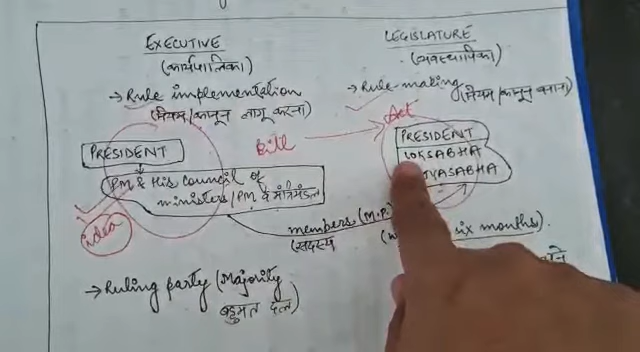 EXECUTIVE
(कार्यपालिका)
→ Rule implementation
(नियम/कानून लागू करना)
PRESIDENT
PM & His Council of
ministers/PM व मंत्रिमंडल
idea
Bill
→ Ruling party (Majority
बहुमत दल)
LEGISLATURE
(व्यवस्थापिका)
→ Rule-making
(नियम/कानून बनाना)
Act
PRESIDENT
LOKSABHA
members (M.P.)
(सदस्य
six months).